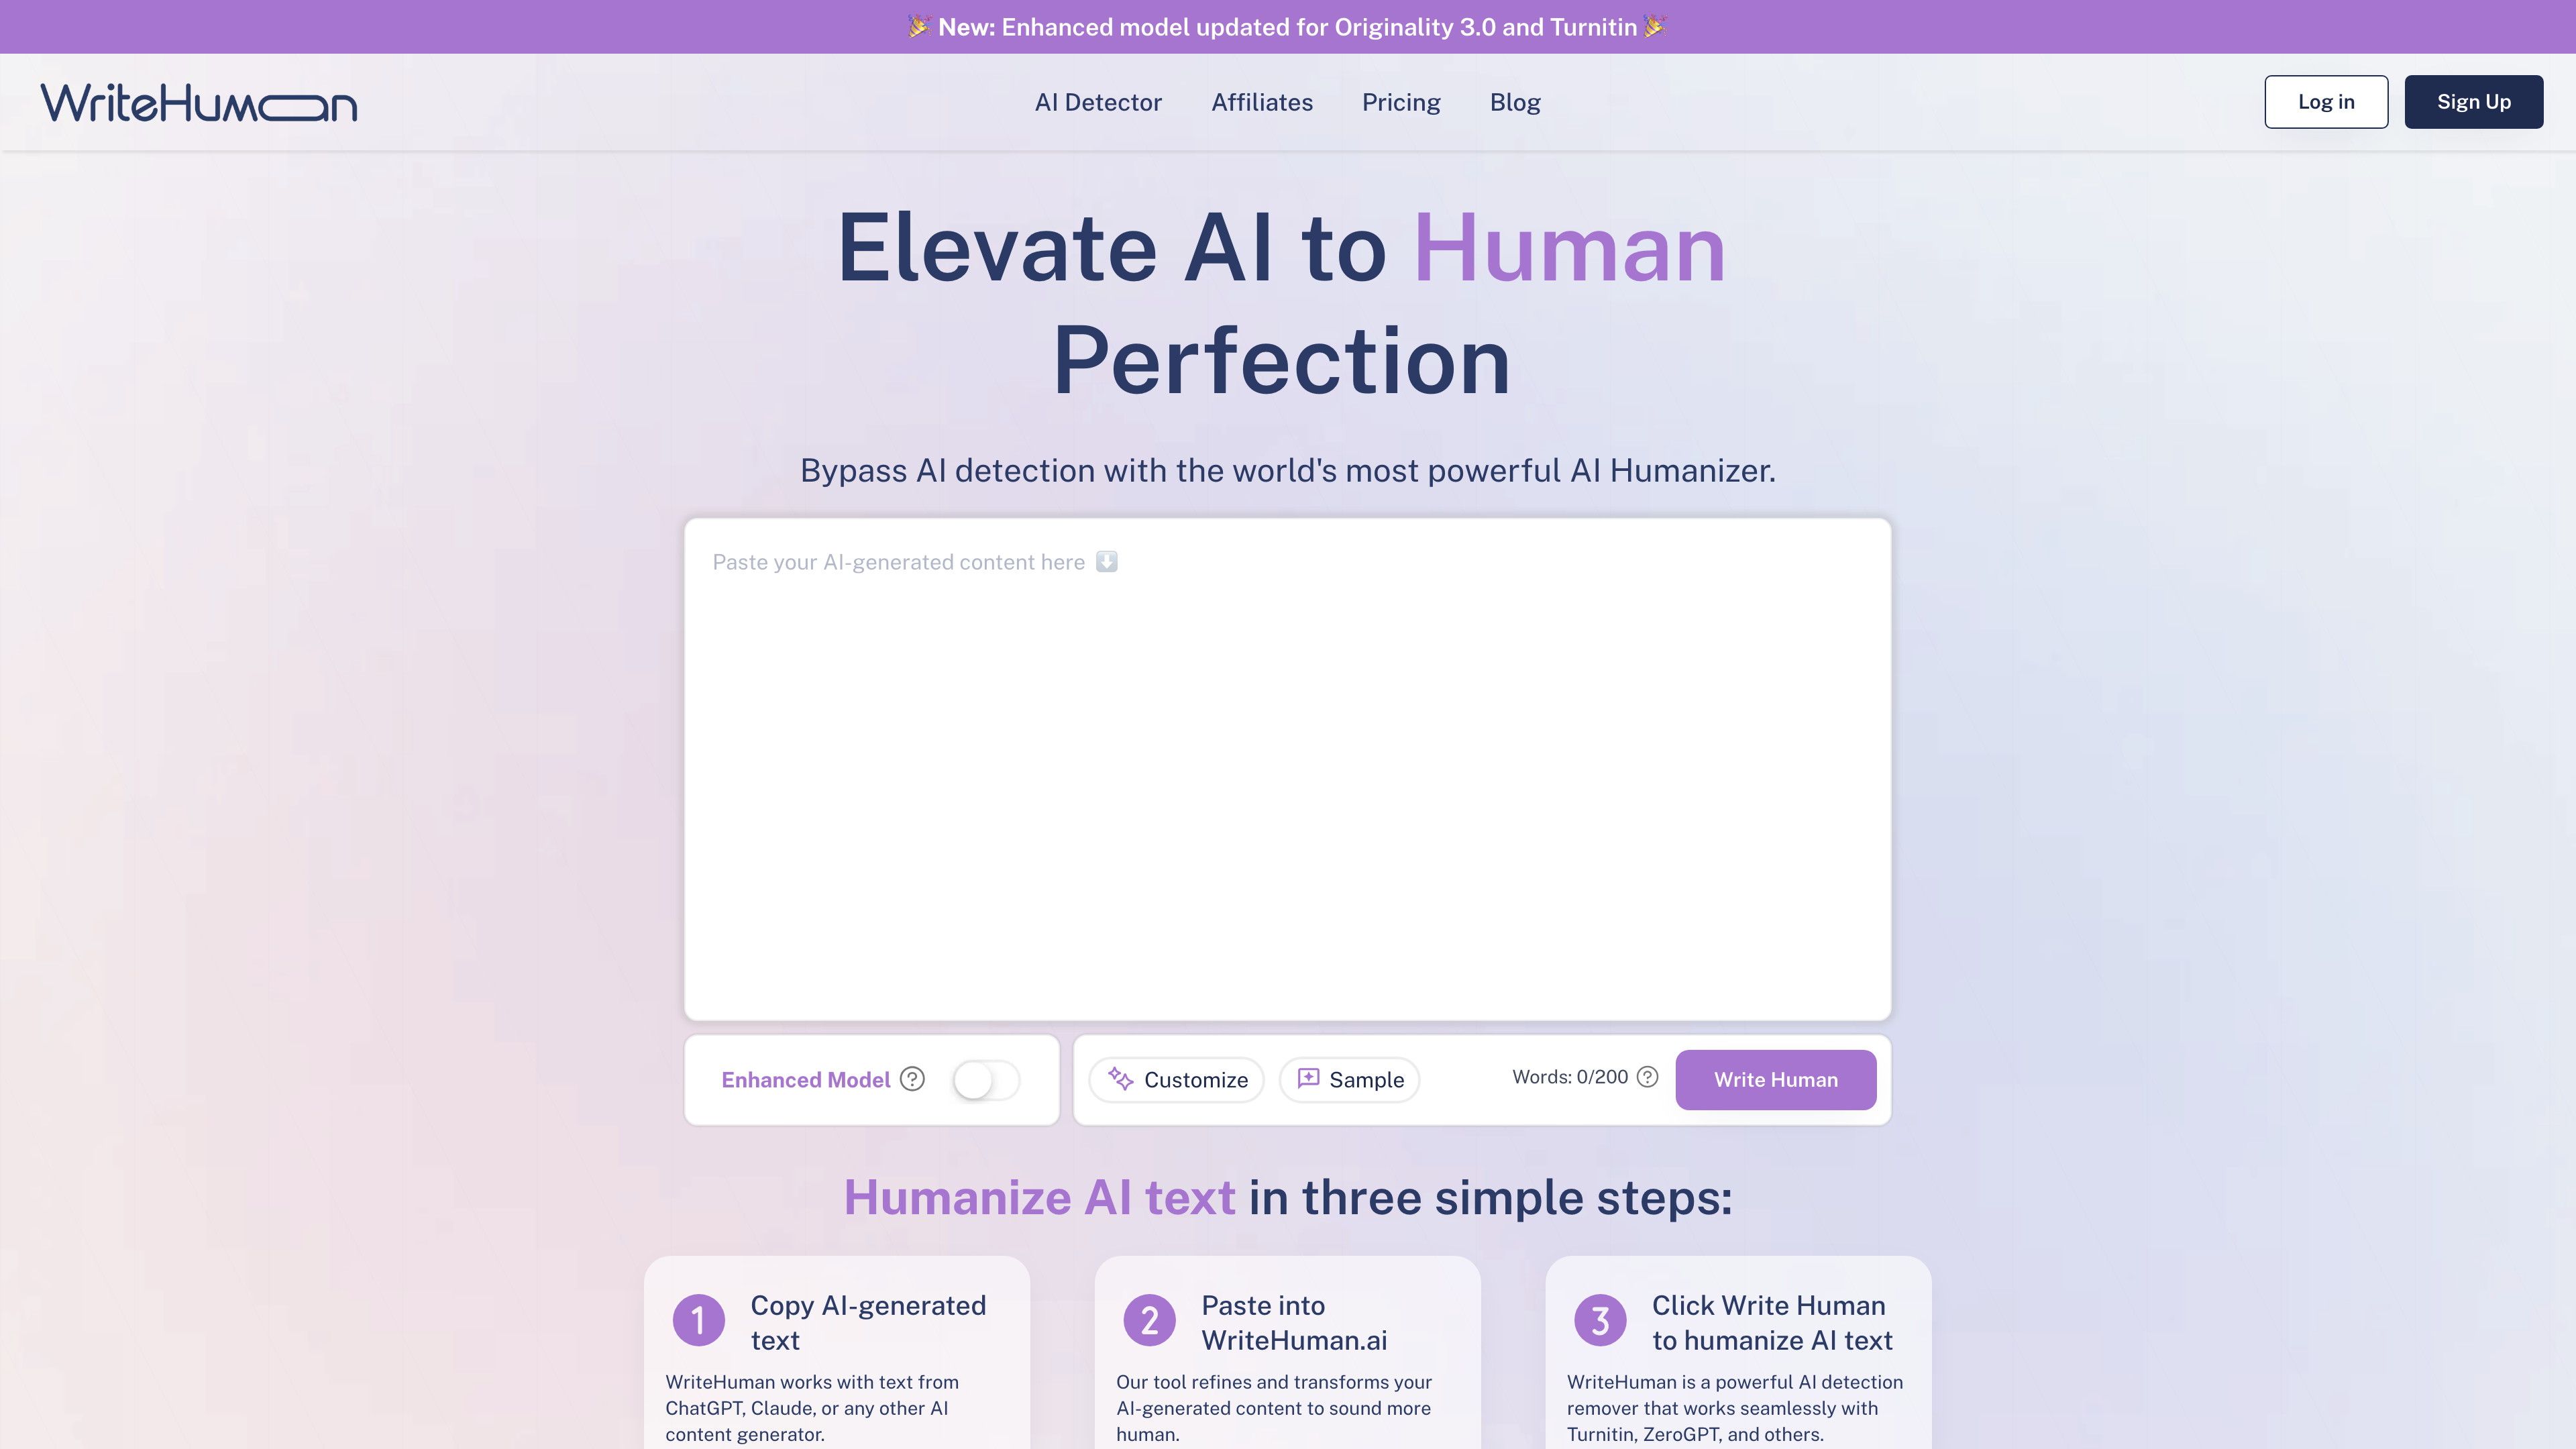 🎉 New: Enhanced model updated for Originality 3.0 and Turnitin 🎉
WriteHuman
AI Detector Affiliates Pricing Blog
Log in Sign Up
Elevate AI to Human
Perfection
Bypass AI detection with the world's most powerful AI Humanizer.
Paste your AI-generated content here ⬇️
Enhanced Model ? Customize Sample Words: 0/200 ? Write Human
Humanize AI text in three simple steps:
1
Copy AI-generated
text
WriteHuman works with text from
ChatGPT, Claude, or any other AI
content generator.
2
Paste into
WriteHuman.ai
Our tool refines and transforms your
AI-generated content to sound more
human.
3
Click Write Human
to humanize AI text
WriteHuman is a powerful AI detection
remover that works seamlessly with
Turnitin, ZeroGPT, and others.